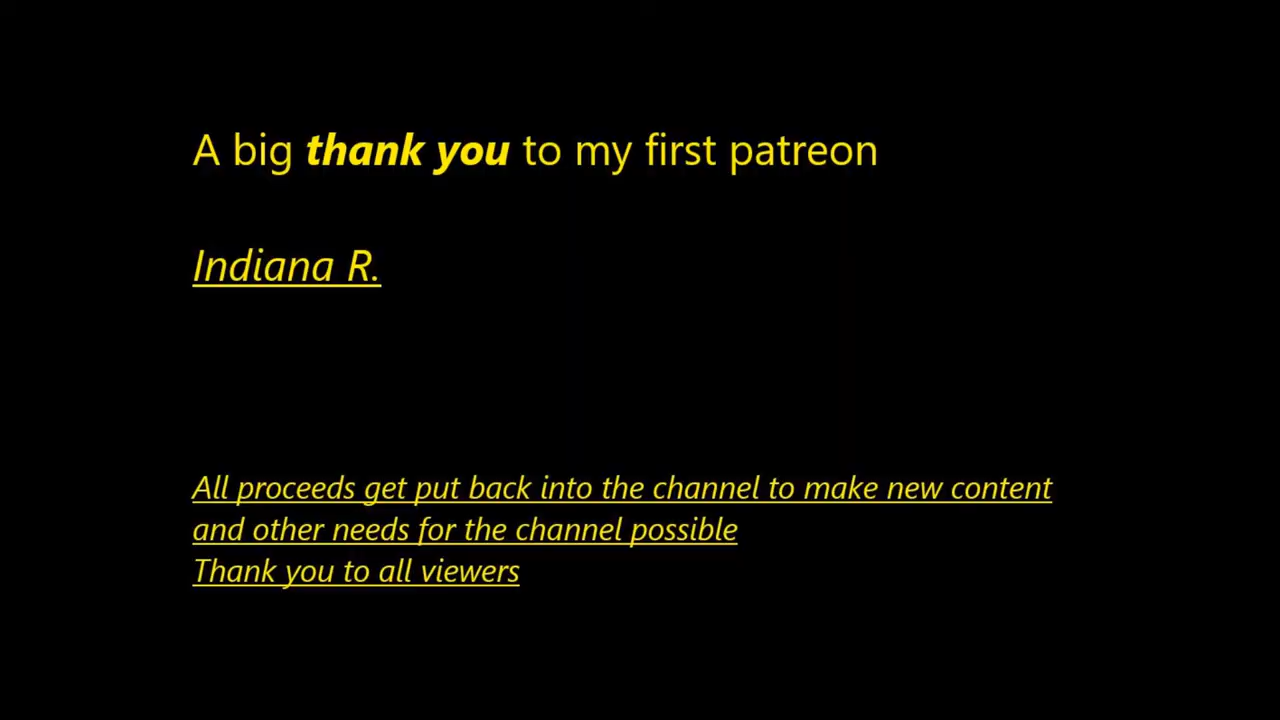 A big thank you to my first patreon
Indiana R.
All proceeds get put back into the channel to make new content
and other needs for the channel possible
Thank you to all viewers